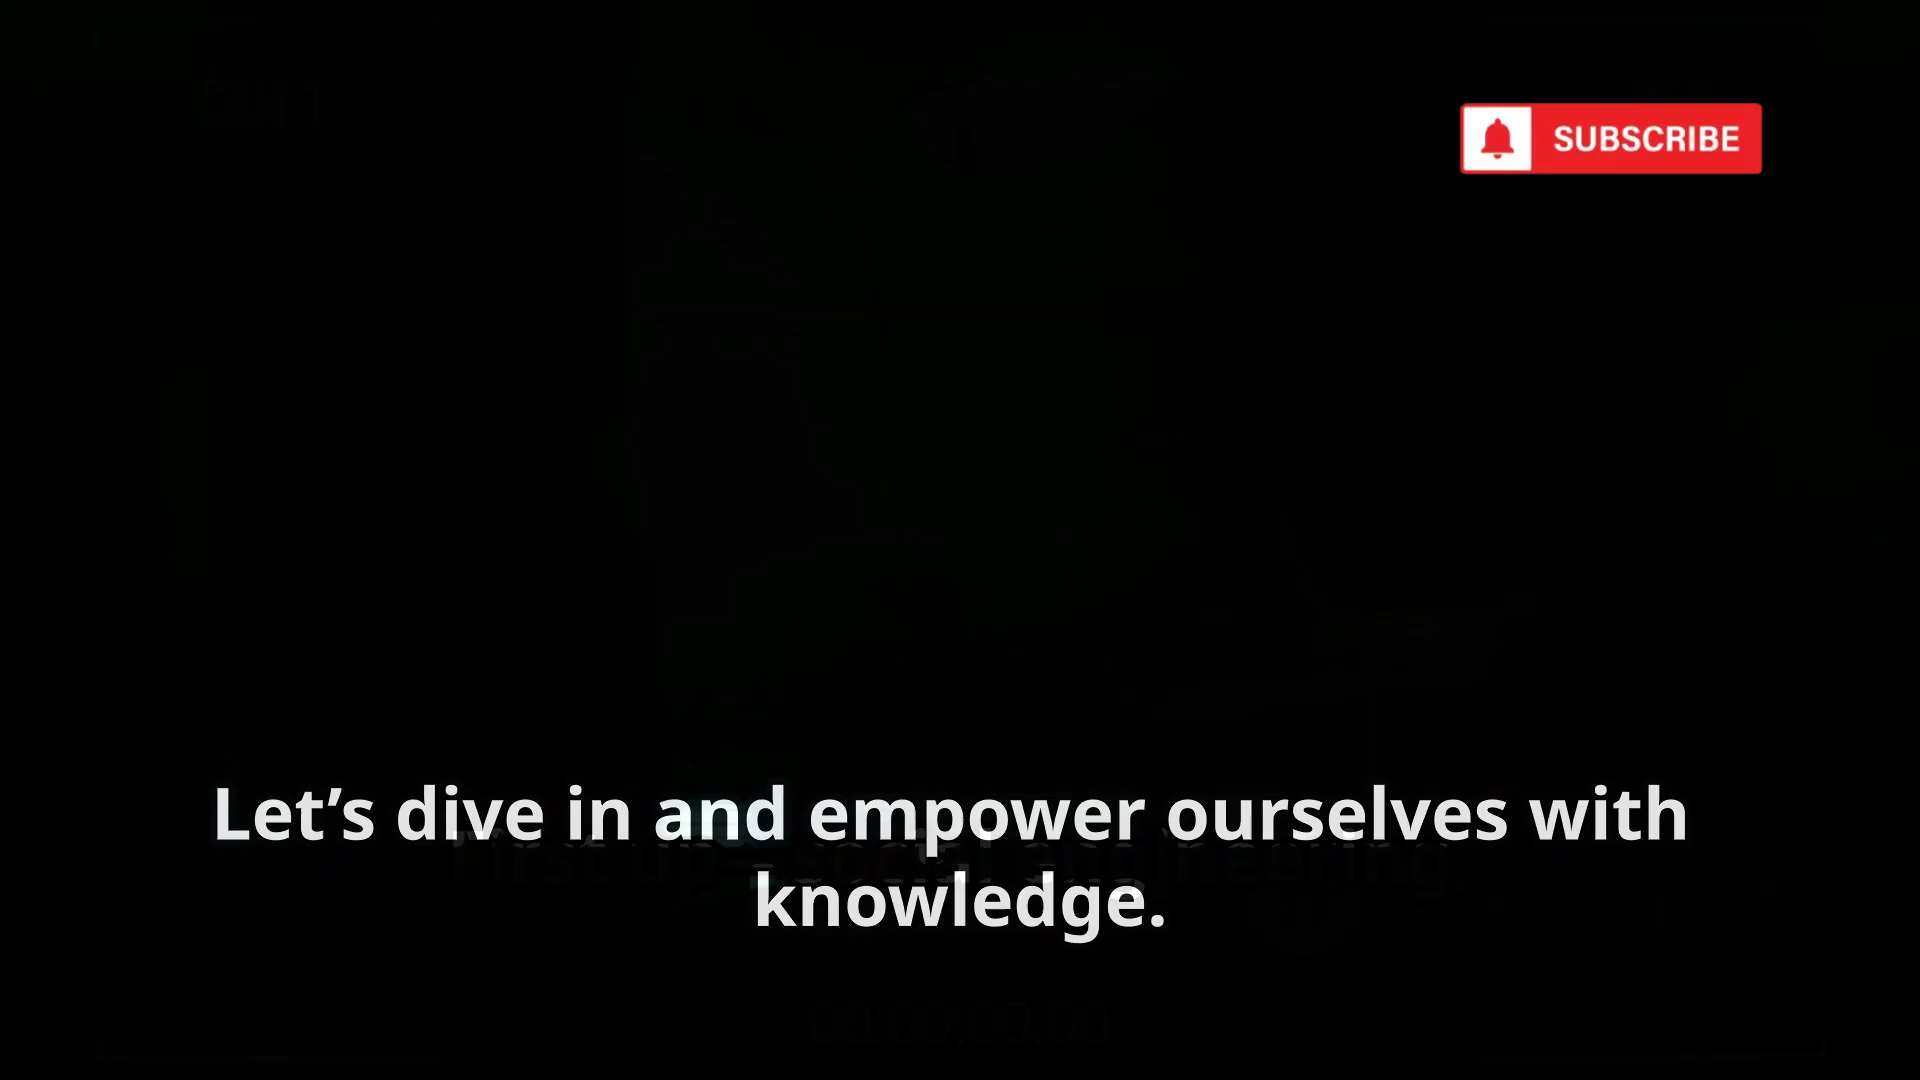 SUBSCRIBE
Let’s dive in and empower ourselves with
knowledge.